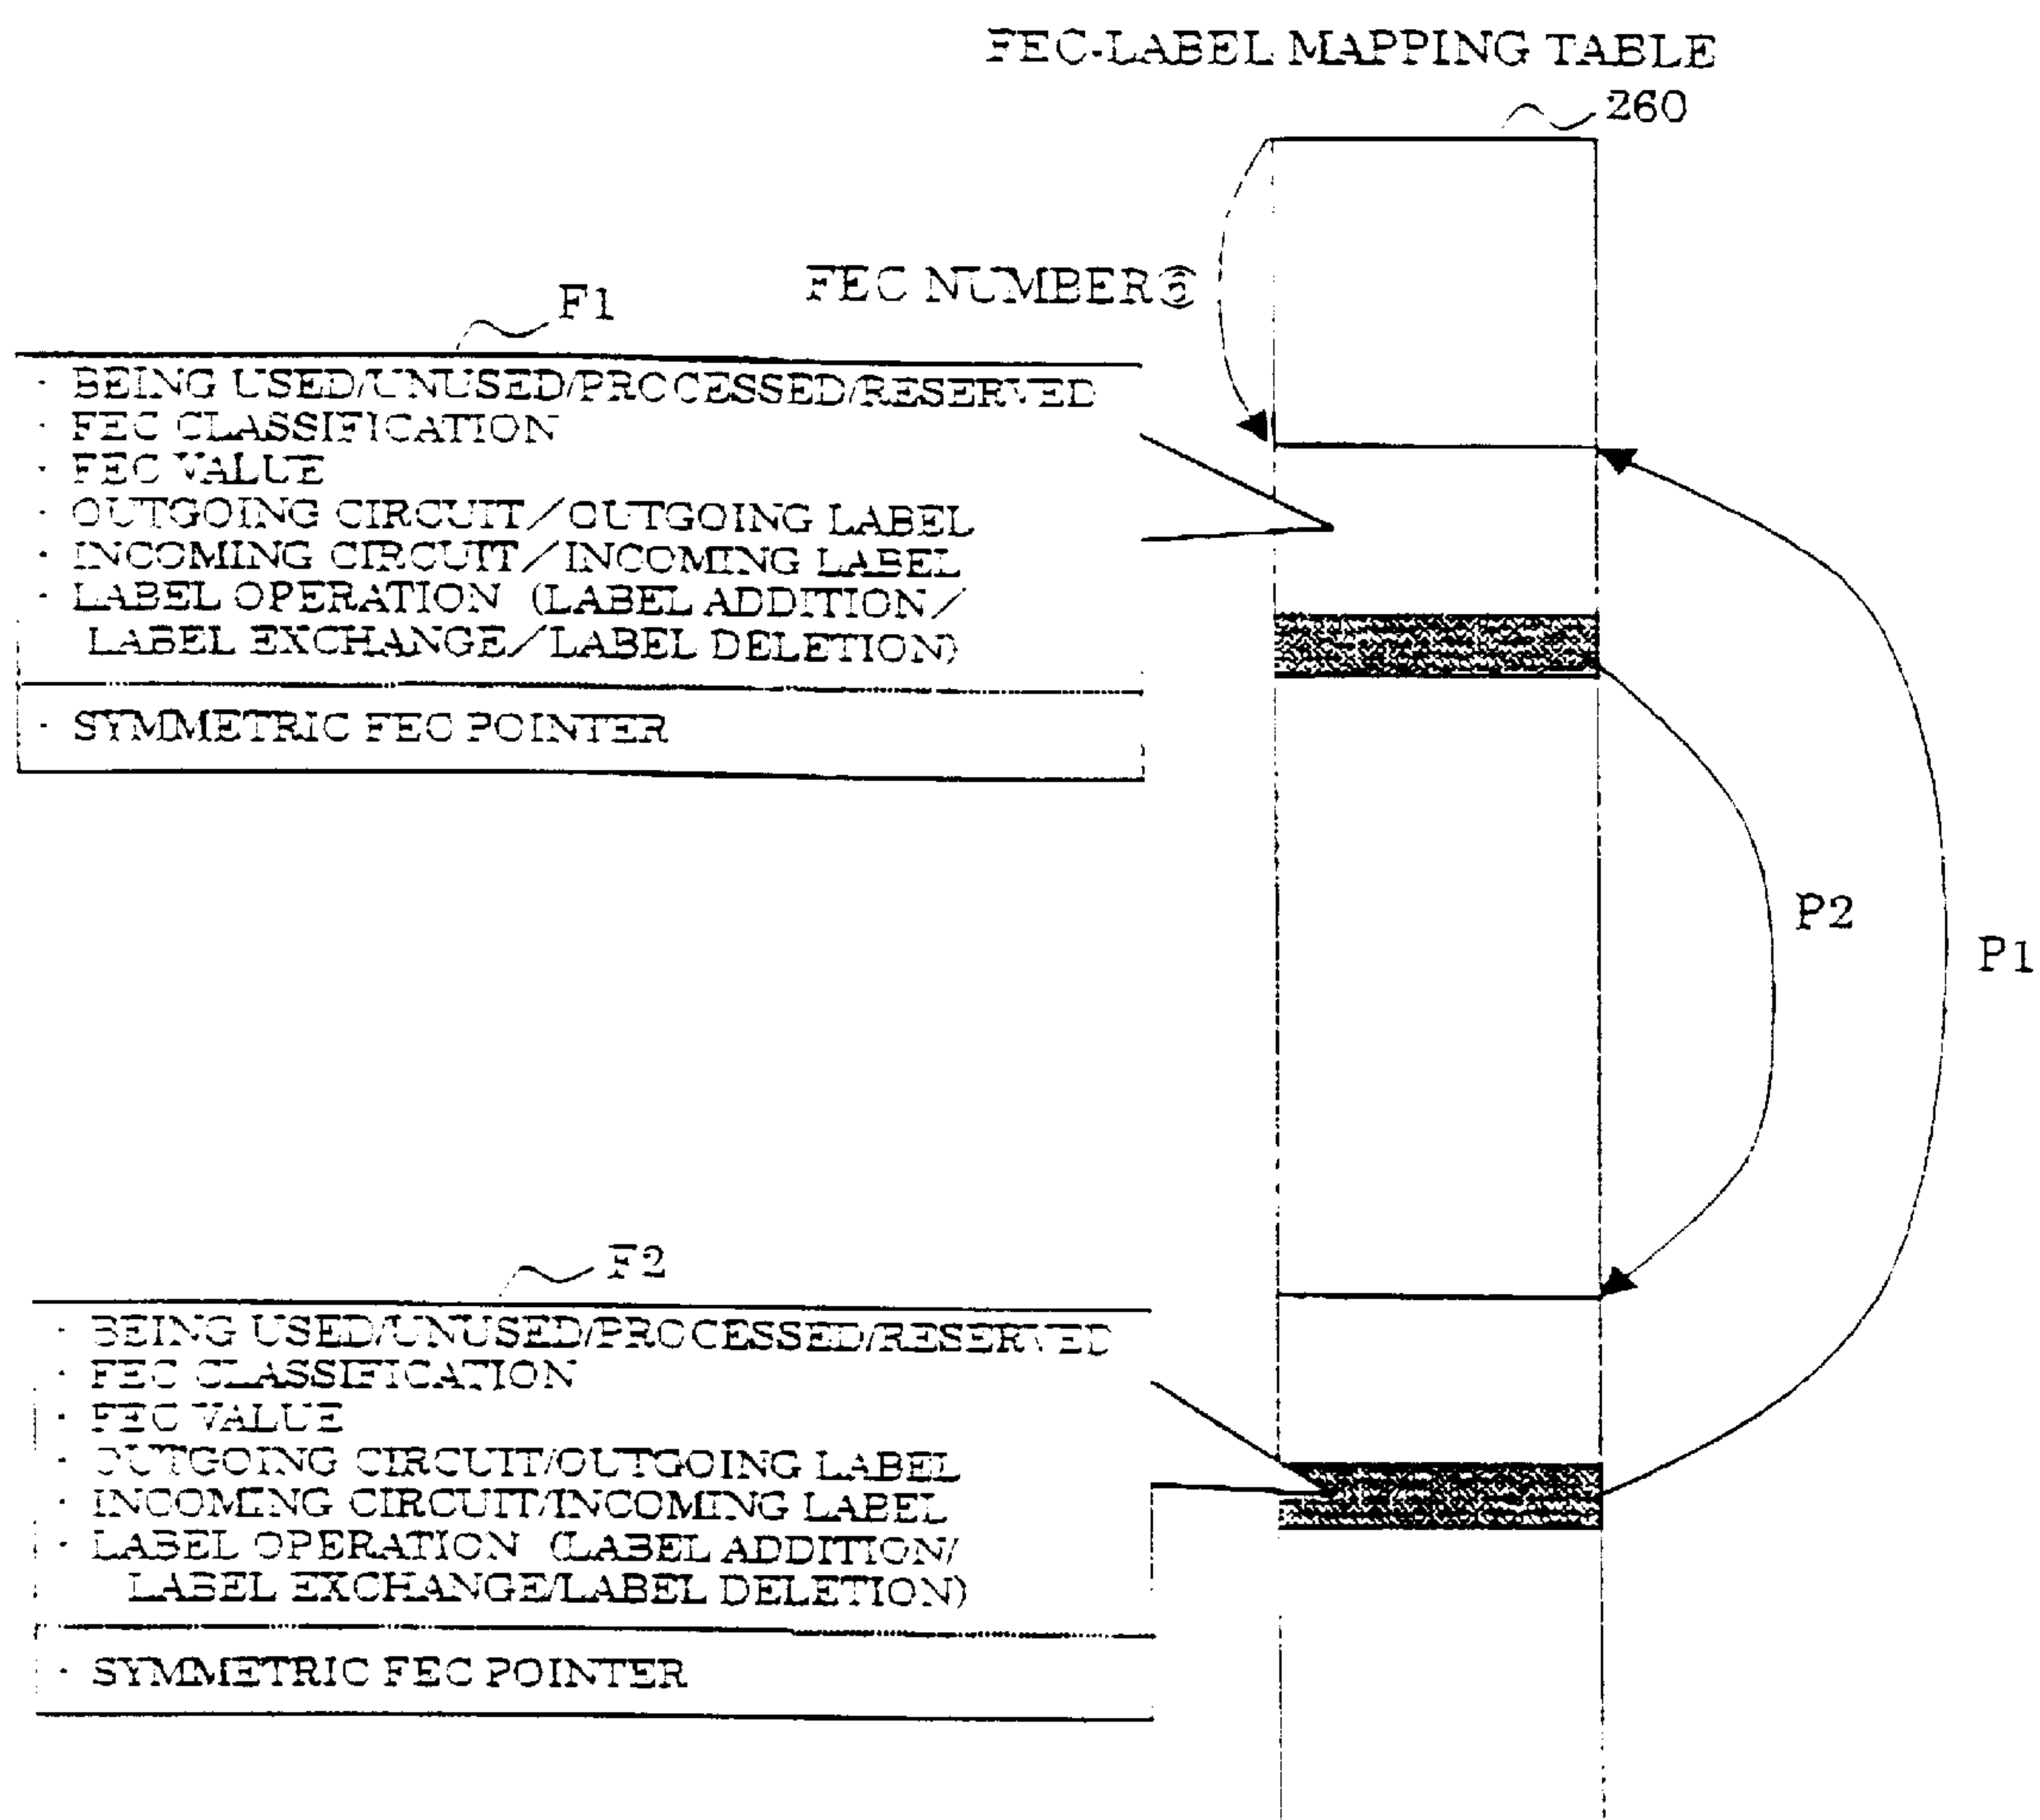 FEC-LABEL MAPPING TABLE
260
FEC NUMBER⑥
F1
· BEING USED/UNUSED/PROCESSED/RESERVED
· FEC CLASSIFICATION
· FEC VALUE
· OUTGOING CIRCUIT/OUTGOING LABEL
· INCOMING CIRCUIT/INCOMING LABEL
· LABEL OPERATION (LABEL ADDITION/
LABEL EXCHANGE/LABEL DELETION)
· SYMMETRIC FEC POINTER
P2
P1
F2
· BEING USED/UNUSED/PROCESSED/RESERVED
· FEC CLASSIFICATION
· FEC VALUE
· OUTGOING CIRCUIT/OUTGOING LABEL
· INCOMING CIRCUIT/INCOMING LABEL
· LABEL OPERATION (LABEL ADDITION/
LABEL EXCHANGE/LABEL DELETION)
· SYMMETRIC FEC POINTER